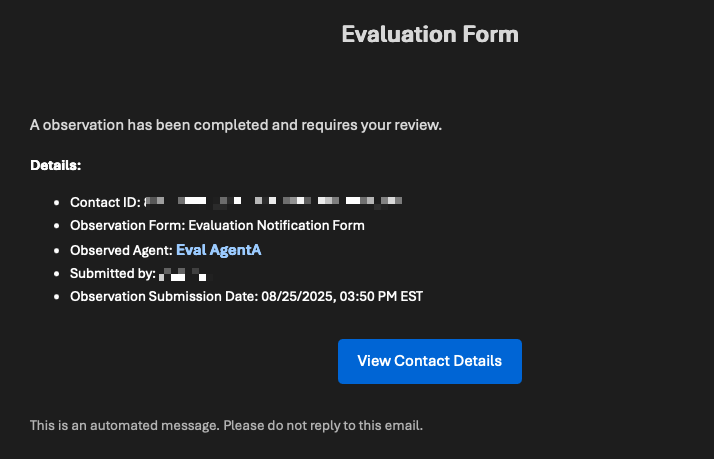 Evaluation Form
A observation has been completed and requires your review.
Details:
Contact ID:
Observation Form: Evaluation Notification Form
Observed Agent: Eval AgentA
Submitted by:
Observation Submission Date: 08/25/2025, 03:50 PM EST
View Contact Details
This is an automated message. Please do not reply to this email.